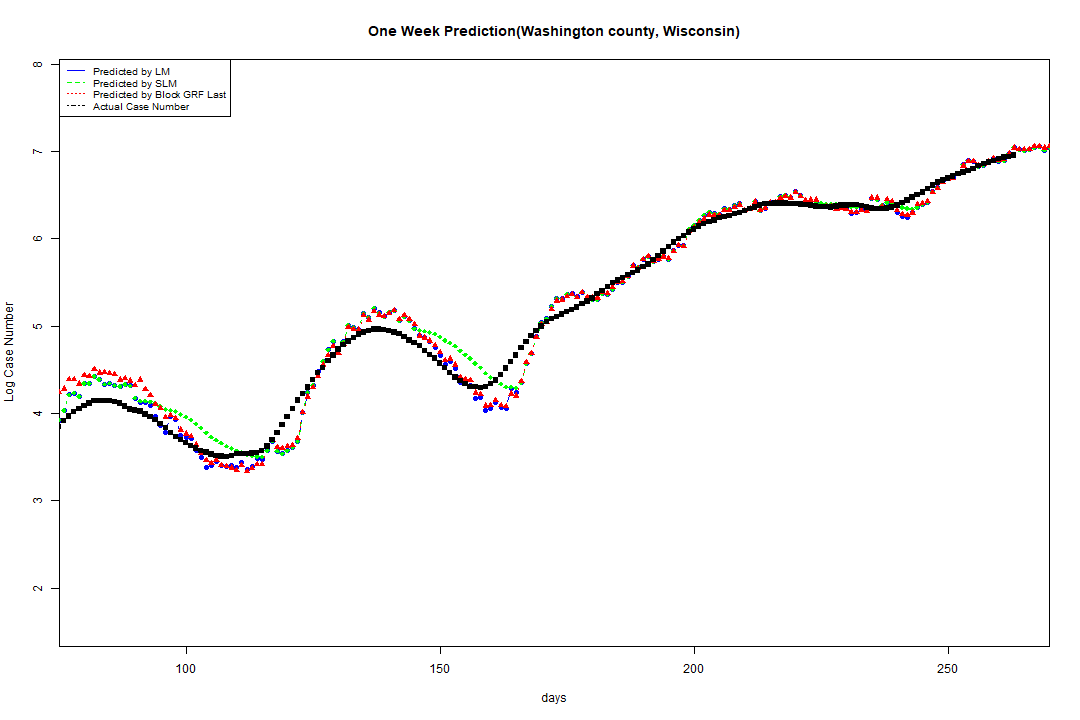 One Week Prediction(Washington county, Wisconsin)
Predicted by LM
Predicted by SLM
Predicted by Block GRF Last
Actual Case Number
8
7
6
5
4
3
2
Log Case Number
100 150 200 250
days